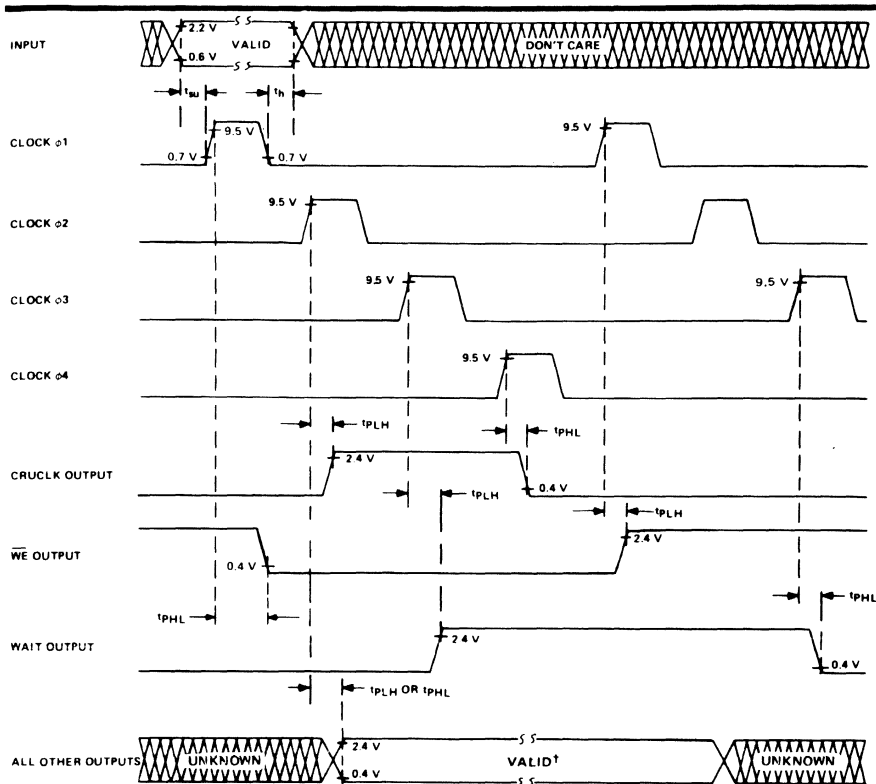 INPUT
2.2 V
VALID
0.6 V
DON'T CARE
tsu
th
CLOCK φ1
9.5 V
0.7 V
0.7 V
9.5 V
CLOCK φ2
9.5 V
CLOCK φ3
9.5 V
9.5 V
CLOCK φ4
9.5 V
tPLH
tPHL
CRUCLK OUTPUT
2.4 V
0.4 V
tPLH
tPLH
WE OUTPUT
0.4 V
2.4 V
tPHL
tPHL
WAIT OUTPUT
2.4 V
0.4 V
tPLH OR tPHL
ALL OTHER OUTPUTS
UNKNOWN
2.4 V
0.4 V
VALID†
UNKNOWN